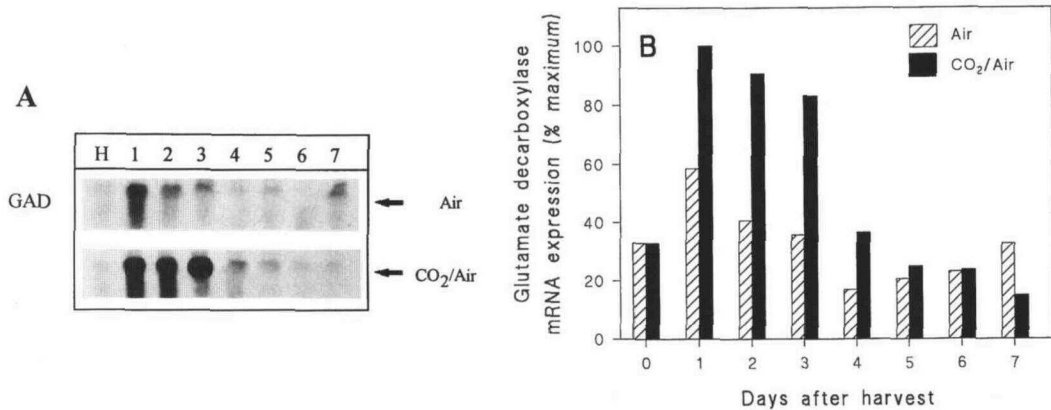 A
H 1 2 3 4 5 6 7
GAD
Air
CO₂/Air
B
Air
CO₂/Air
Glutamate decarboxylase
mRNA expression (% maximum)
100
80
60
40
20
0
0 1 2 3 4 5 6 7
Days after harvest